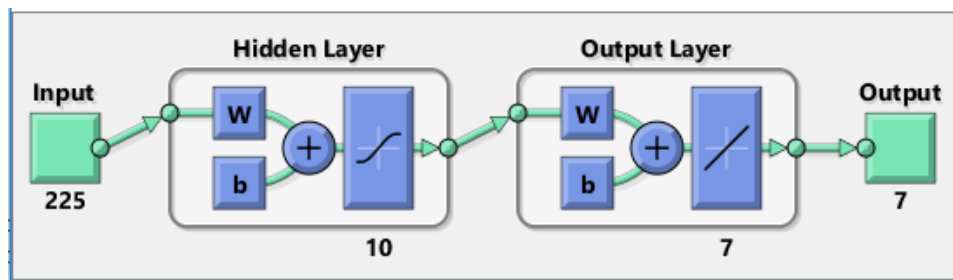 Hidden Layer Output Layer
Input Output
W W
+ +
b b
225 7
10 7